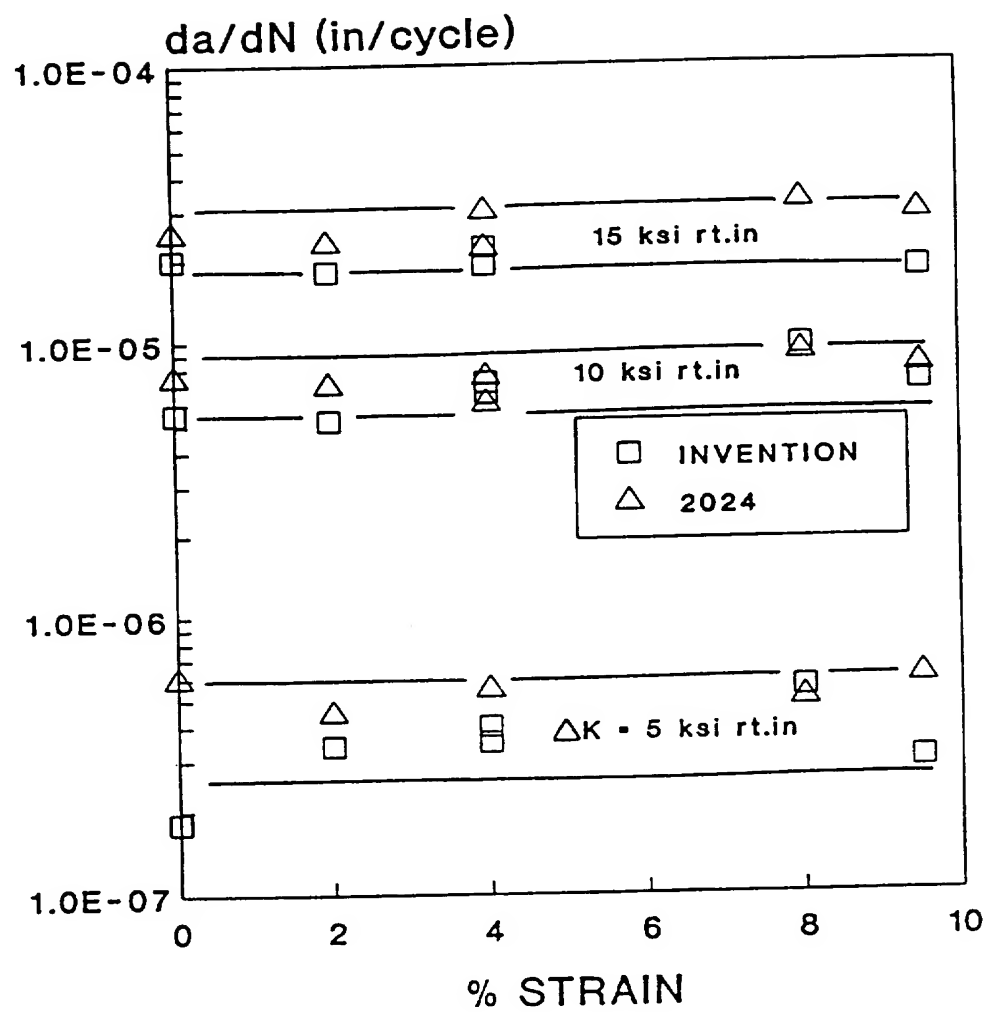 da/dN (in/cycle)
1.0E-04
15 ksi rt.in
1.0E-05
10 ksi rt.in
INVENTION
2024
1.0E-06
△K = 5 ksi rt.in
1.0E-07
0 2 4 6 8 10
% STRAIN